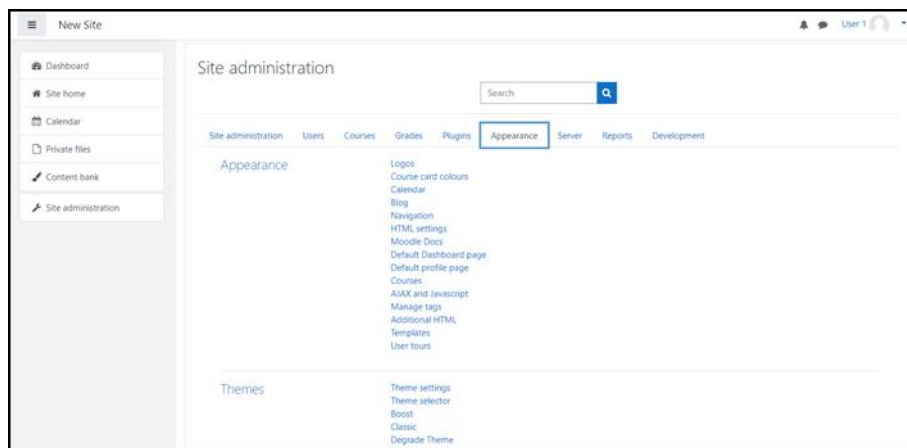 New Site
User 1
Dashboard
Site home
Calendar
Private files
Content bank
Site administration
Site administration
Search
Site administration Users Courses Grades Plugins Appearance Server Reports Development
Appearance
Logos
Course card colours
Calendar
Blog
Navigation
HTML settings
Moodle Docs
Default Dashboard page
Default profile page
Courses
AJAX and Javascript
Manage tags
Additional HTML
Templates
User tours
Themes
Theme settings
Theme selector
Boost
Classic
Degrade Theme